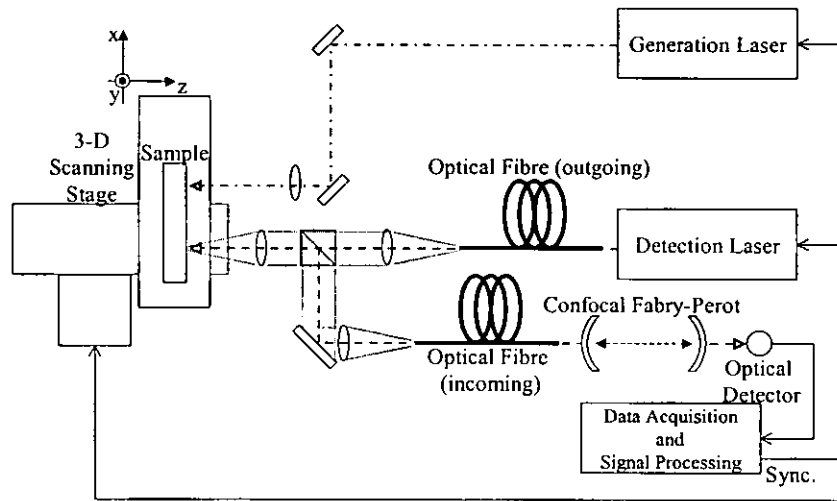 x
y
z
3-D
Scanning
Stage
Sample
Generation Laser
Optical Fibre (outgoing)
Detection Laser
Confocal Fabry-Perot
Optical Fibre
(incoming)
Optical
Detector
Data Acquisition
and
Signal Processing
Sync.